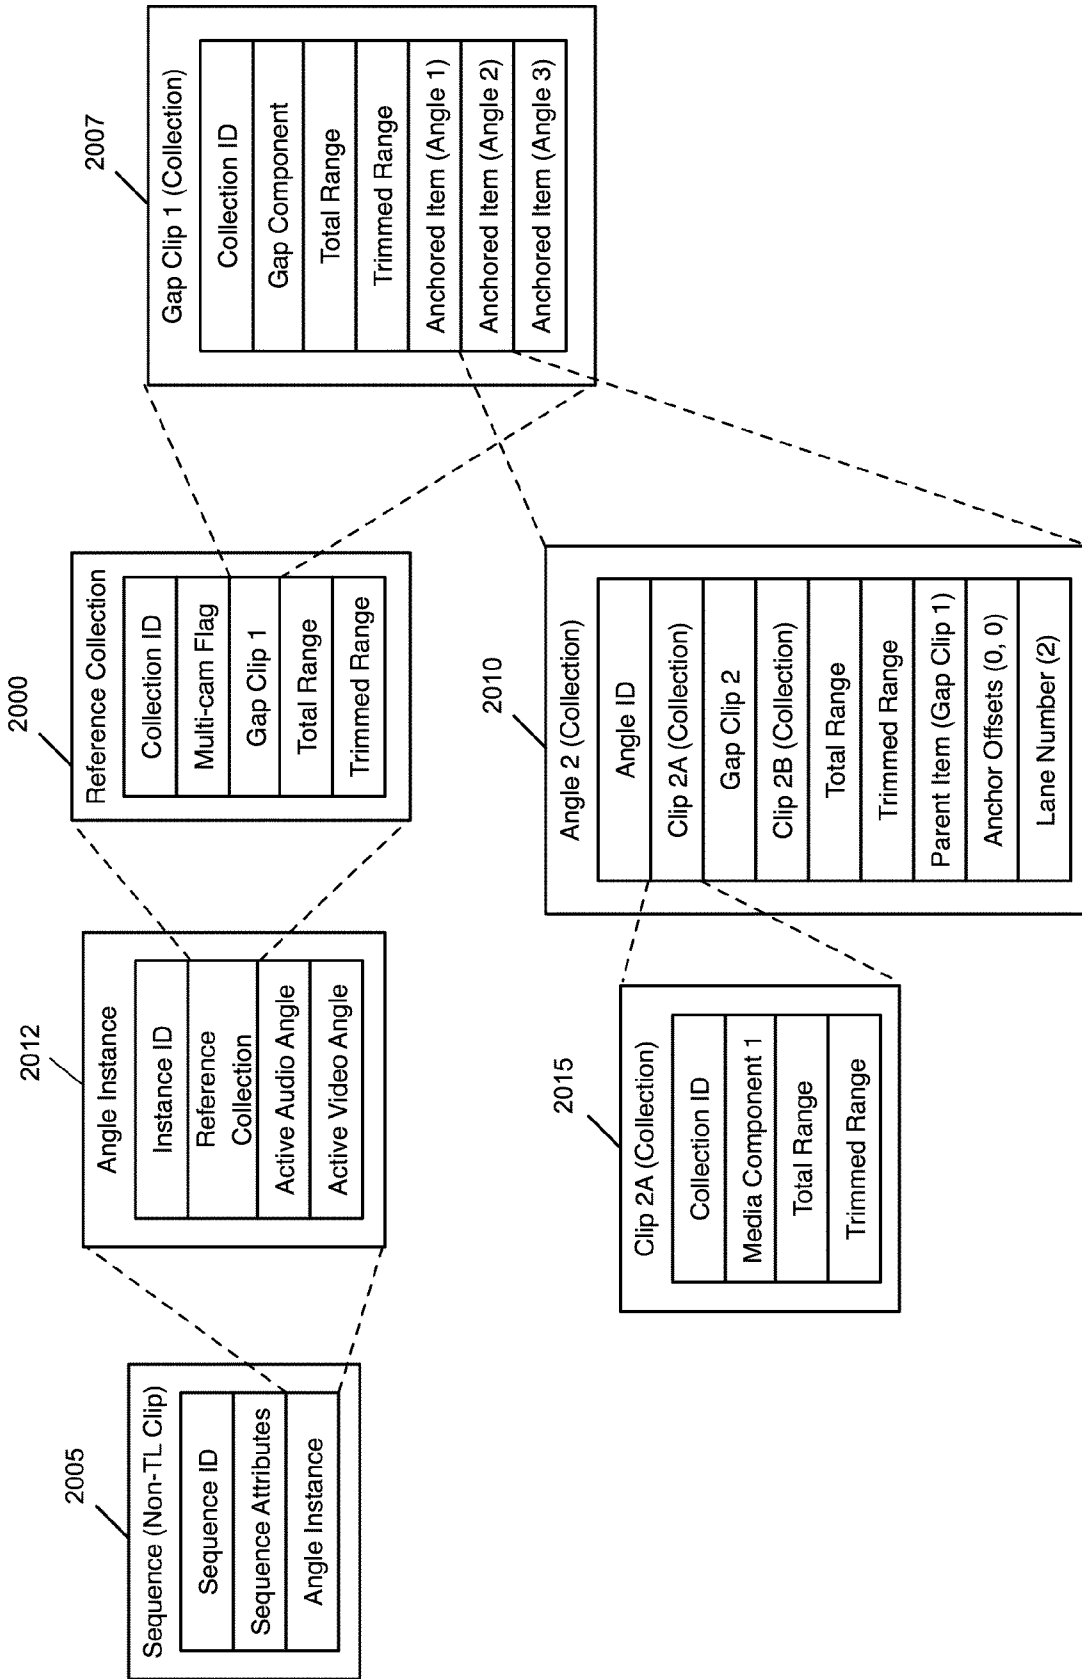 2005
Sequence (Non-TL Clip)
Sequence ID
Sequence Attributes
Angle Instance
2012
Angle Instance
Instance ID
Reference
Collection
Active Audio Angle
Active Video Angle
2000
Reference Collection
Collection ID
Multi-cam Flag
Gap Clip 1
Total Range
Trimmed Range
2007
Gap Clip 1 (Collection)
Collection ID
Gap Component
Total Range
Trimmed Range
Anchored Item (Angle 1)
Anchored Item (Angle 2)
Anchored Item (Angle 3)
2015
Clip 2A (Collection)
Collection ID
Media Component 1
Total Range
Trimmed Range
2010
Angle 2 (Collection)
Angle ID
Clip 2A (Collection)
Gap Clip 2
Clip 2B (Collection)
Total Range
Trimmed Range
Parent Item (Gap Clip 1)
Anchor Offsets (0, 0)
Lane Number (2)